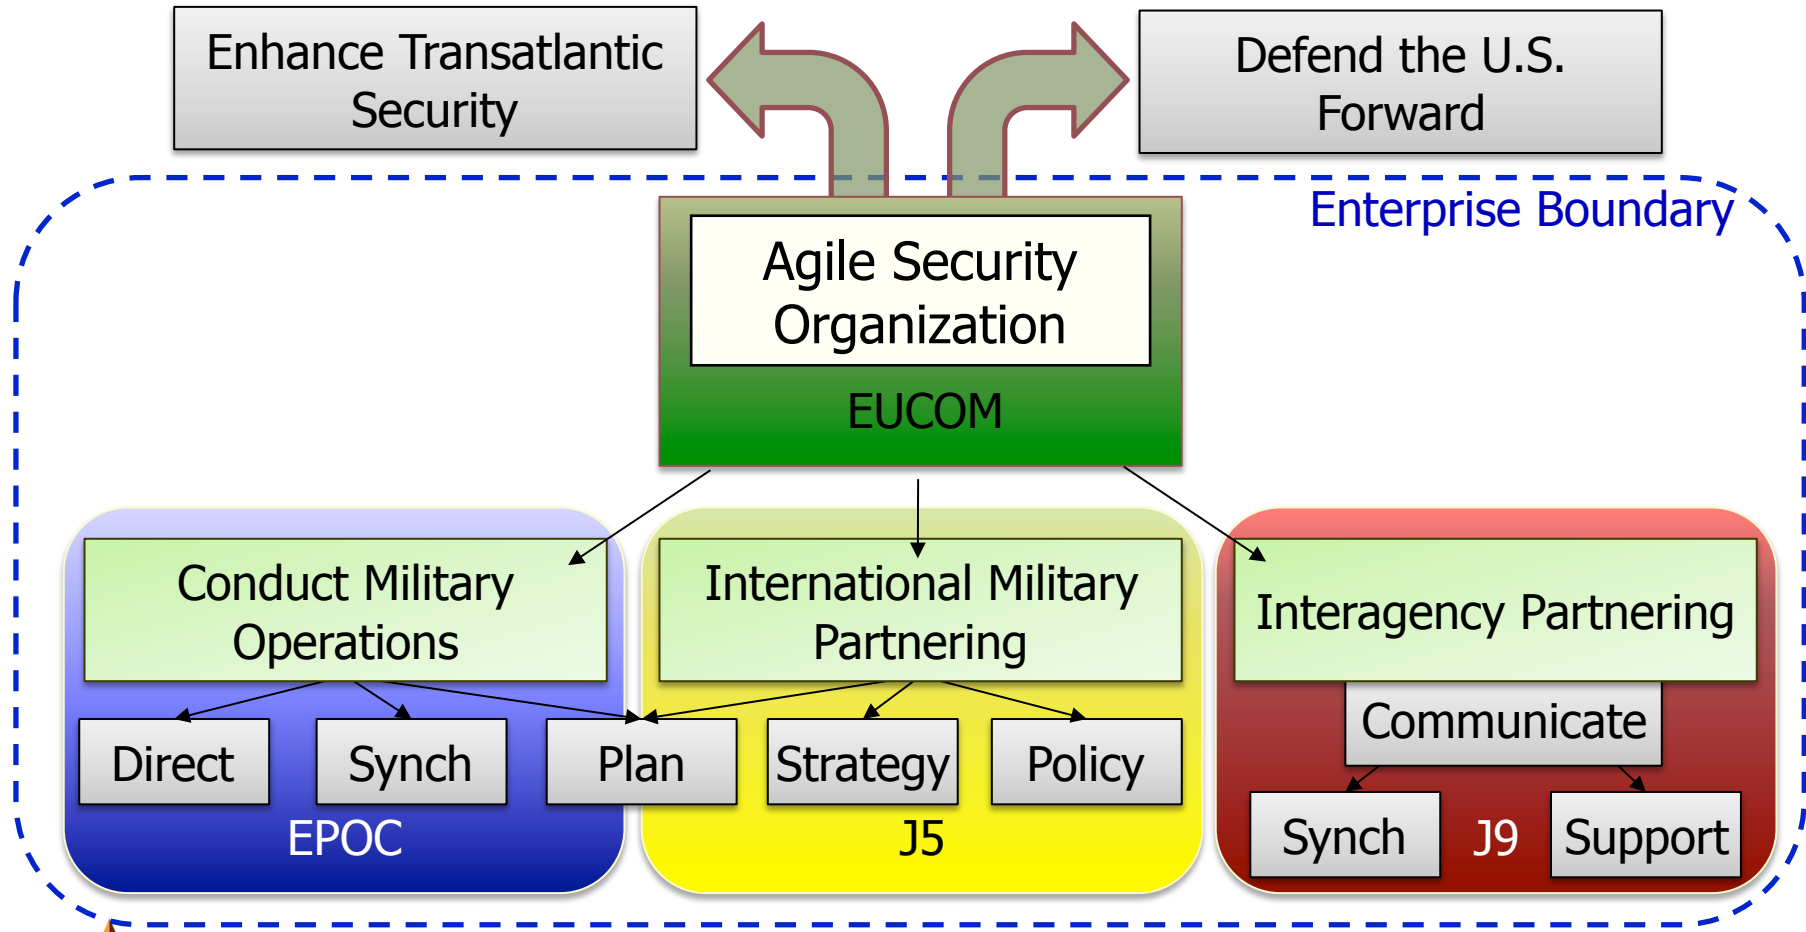 Enhance Transatlantic
Security
Defend the U.S.
Forward
Enterprise Boundary
Agile Security
Organization
EUCOM
Conduct Military
Operations
International Military
Partnering
Interagency Partnering
Direct
Synch
Plan
Strategy
Policy
Communicate
EPOC
J5
Synch
J9
Support